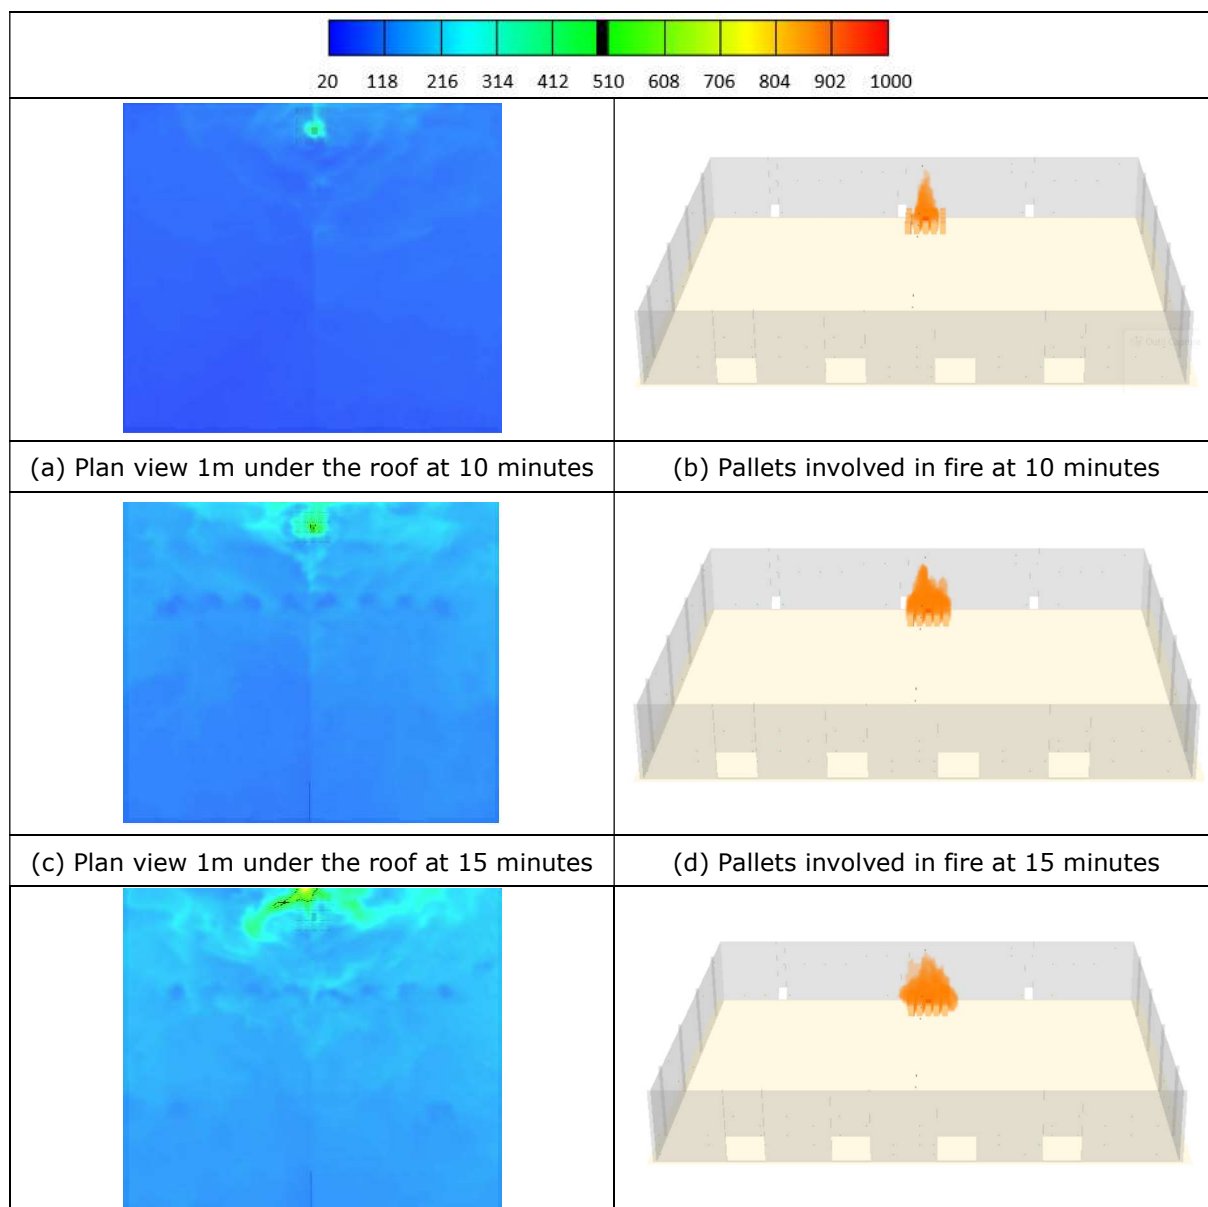 20 118 216 314 412 510 608 706 804 902 1000
(a) Plan view 1m under the roof at 10 minutes
(b) Pallets involved in fire at 10 minutes
(c) Plan view 1m under the roof at 15 minutes
(d) Pallets involved in fire at 15 minutes